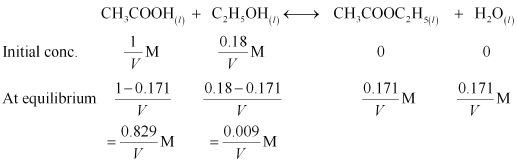 CH₃COOH(l) + C₂H₅OH(l) ⟷ CH₃COOC₂H₅(l) + H₂O(l)
Initial conc. 1/V M 0.18/V M 0 0
At equilibrium (1−0.171)/V (0.18−0.171)/V 0.171/V M 0.171/V M
= 0.829/V M = 0.009/V M